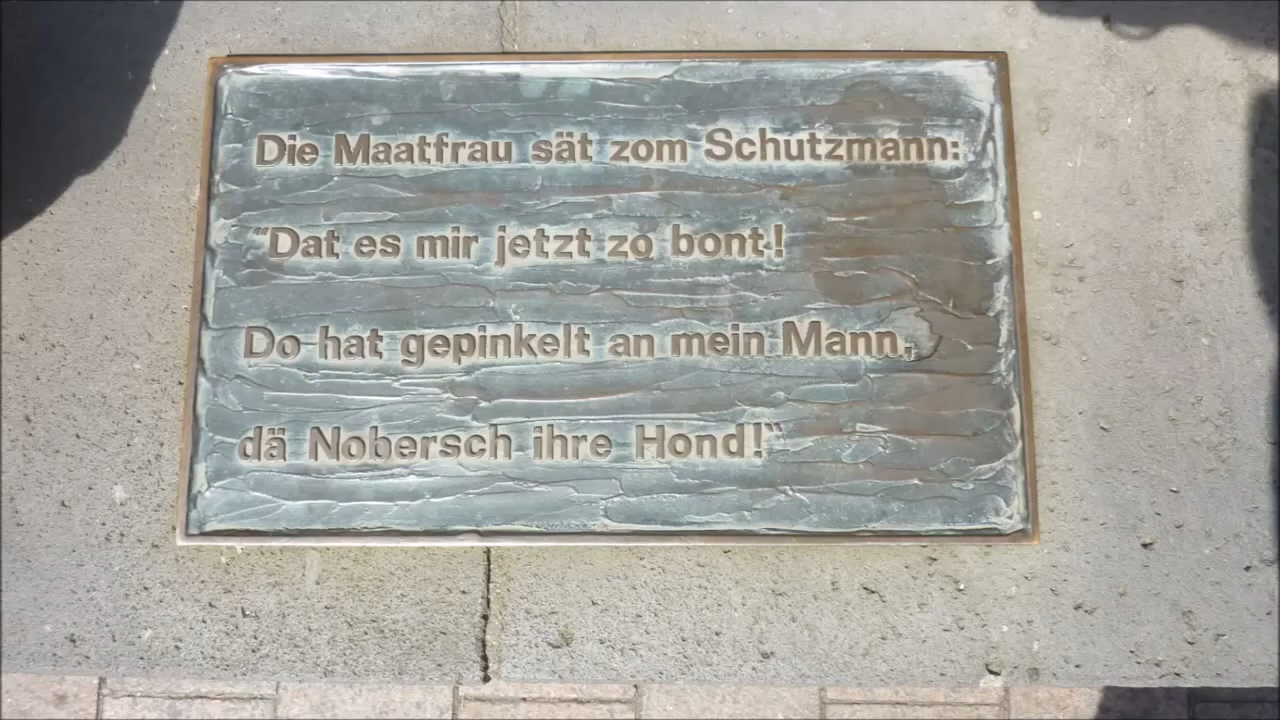 Die Maatfrau sät zom Schutzmann:
"Dat es mir jetzt zo bont!
Do hat gepinkelt an mein Mann,
dä Nobersch ihre Hond!"